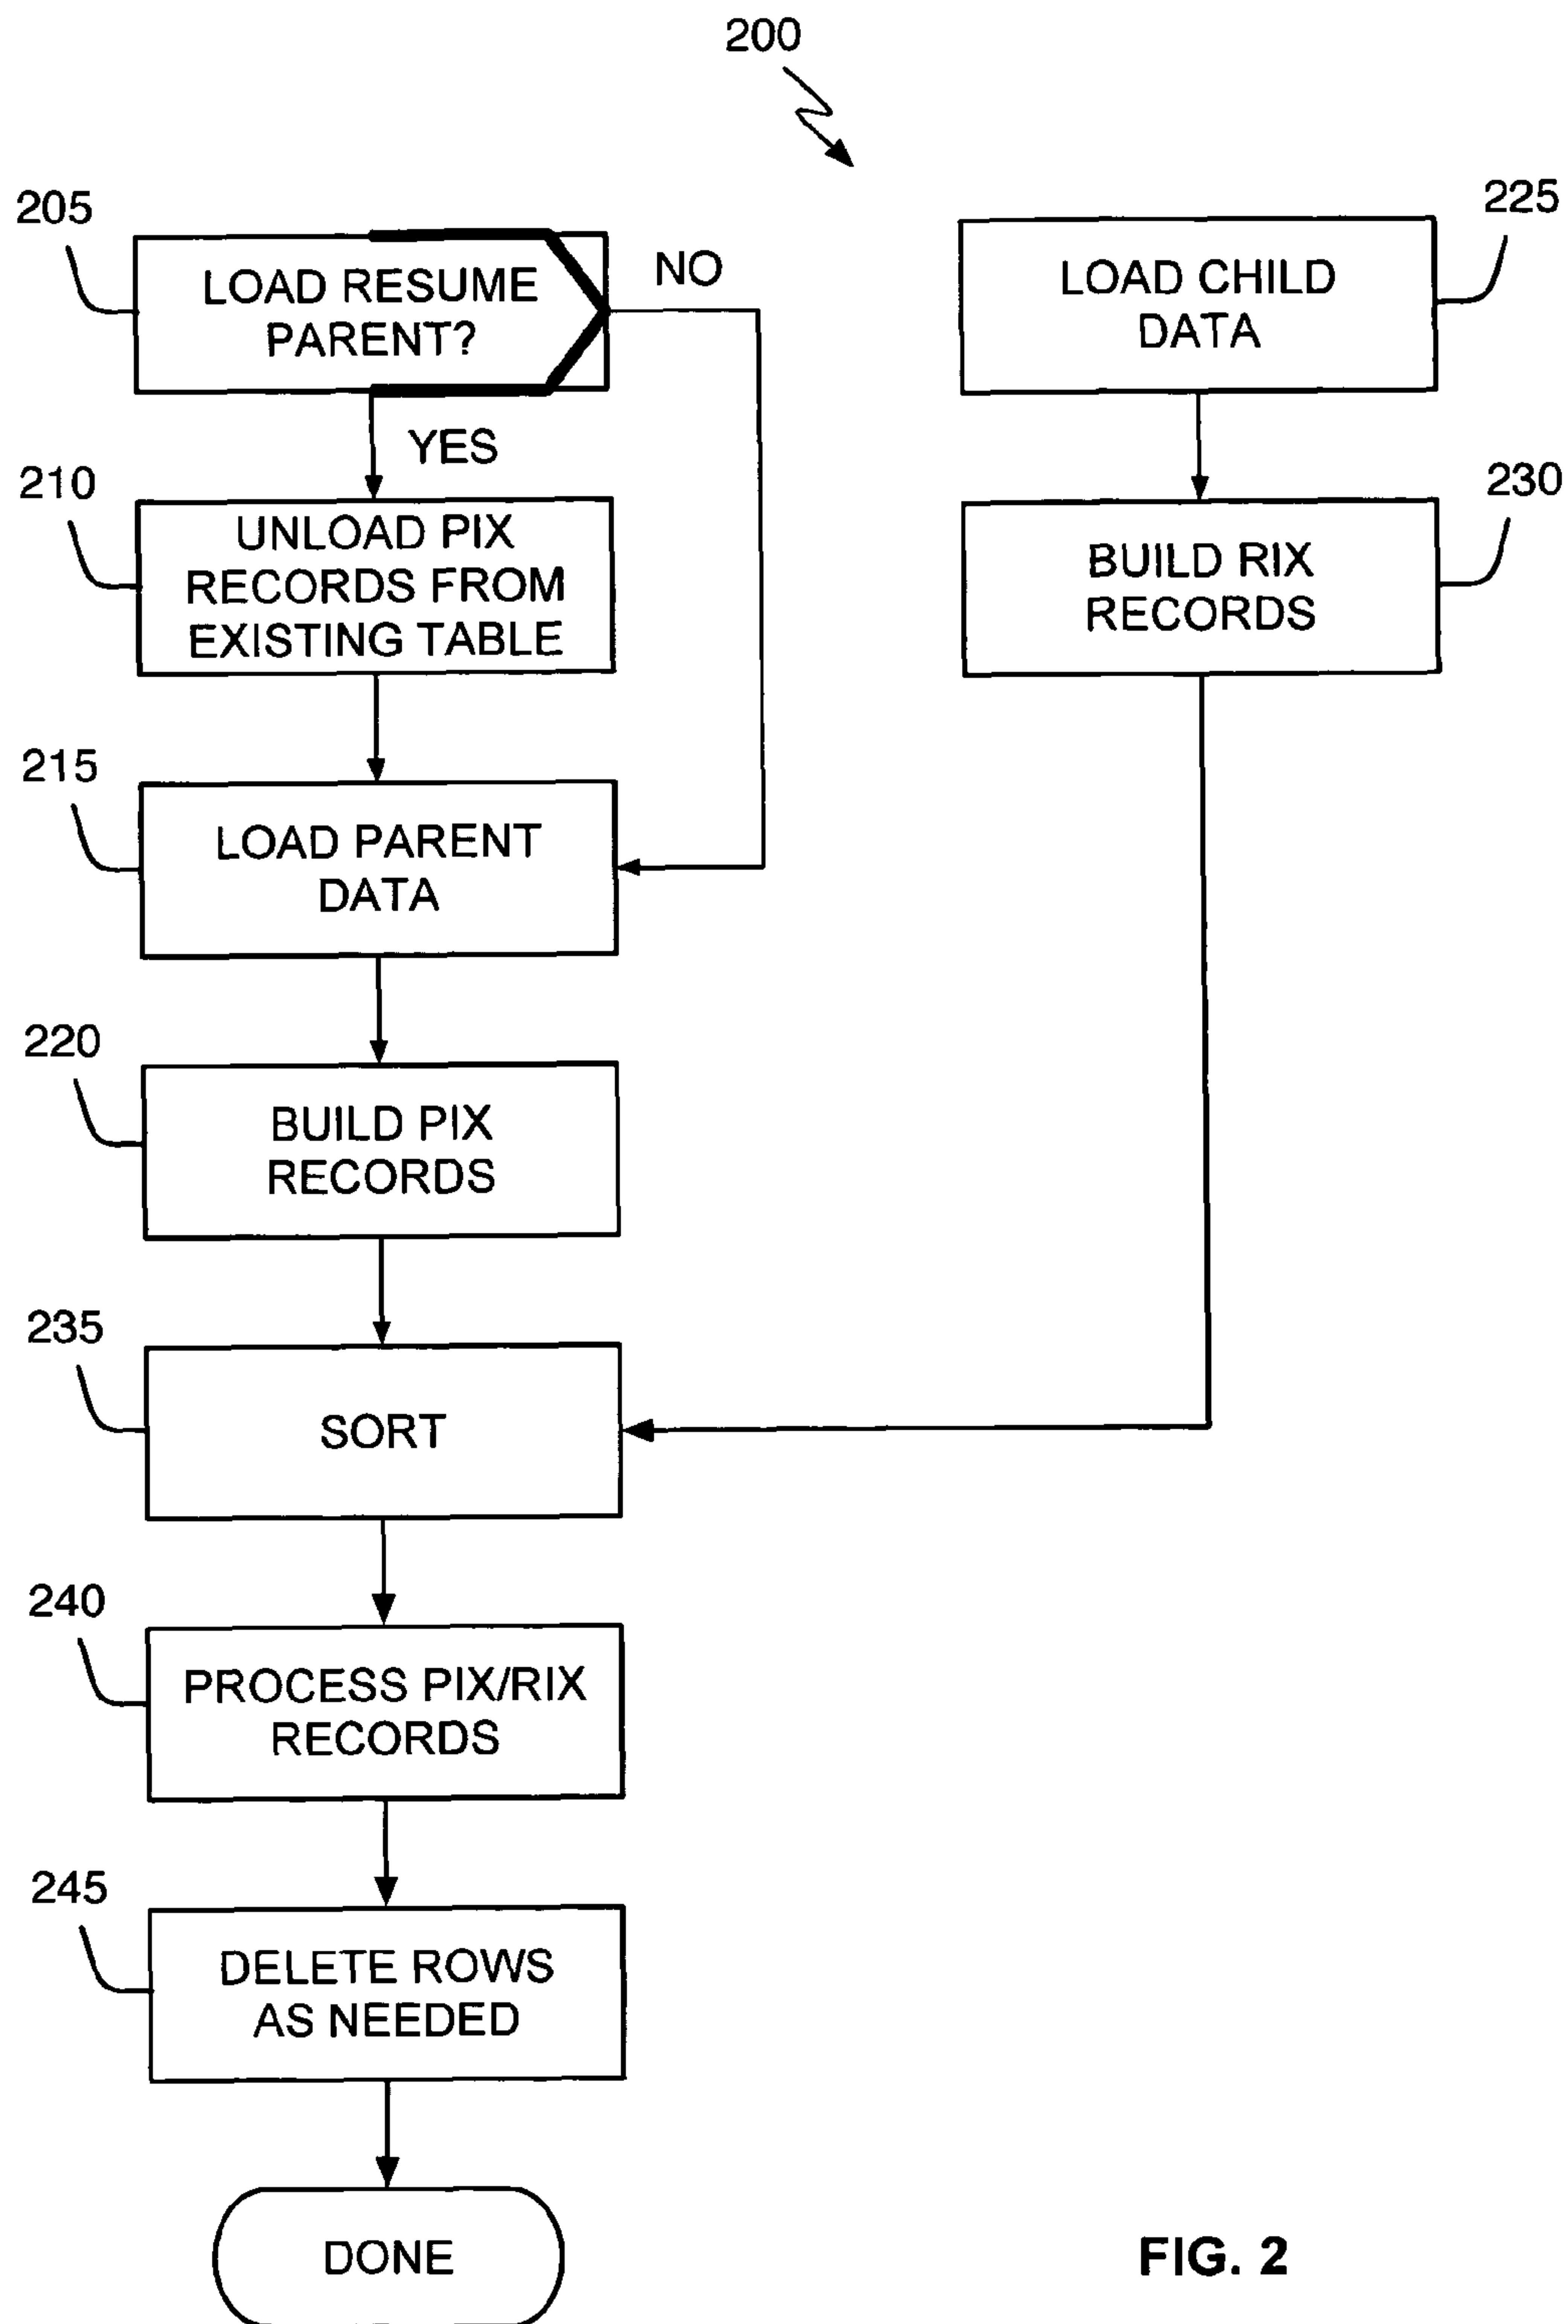 200
205
LOAD RESUME
PARENT?
NO
YES
210
UNLOAD PIX
RECORDS FROM
EXISTING TABLE
215
LOAD PARENT
DATA
220
BUILD PIX
RECORDS
225
LOAD CHILD
DATA
230
BUILD RIX
RECORDS
235
SORT
240
PROCESS PIX/RIX
RECORDS
245
DELETE ROWS
AS NEEDED
DONE
FIG. 2